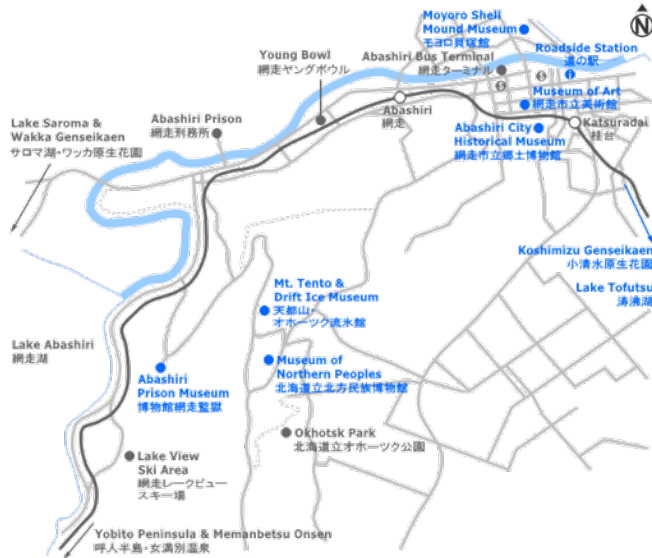 N
Moyoro Shell
Mound Museum
モヨロ貝塚館
Roadside Station
道の駅
Young Bowl
網走ヤングボウル
Abashiri Bus Terminal
網走ターミナル
Museum of Art
網走市立美術館
Abashiri
網走
Katsuradai
桂台
Abashiri City
Historical Museum
網走市立郷土博物館
Lake Saroma &
Wakka Genseikaen
サロマ湖・ワッカ原生花園
Abashiri Prison
網走刑務所
Koshimizu Genseikaen
小清水原生花園
Lake Tofutsu
涛沸湖
Mt. Tento &
Drift Ice Museum
天都山・
オホーツク流氷館
Lake Abashiri
網走湖
Museum of
Northern Peoples
北海道立北方民族博物館
Abashiri
Prison Museum
博物館網走監獄
Okhotsk Park
北海道立オホーツク公園
Lake View
Ski Area
網走レークビュー
スキー場
Yobito Peninsula & Memanbetsu Onsen
呼人半島・女満別温泉